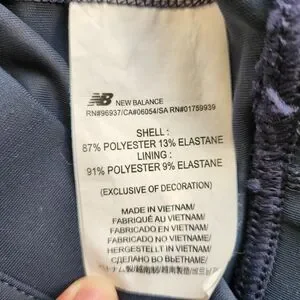 NB NEW BALANCE
RN#96937/CA#06054/SA RN#01759939
SHELL :
87% POLYESTER 13% ELASTANE
LINING :
91% POLYESTER 9% ELASTANE
(EXCLUSIVE OF DECORATION)
MADE IN VIETNAM/
FABRIQUÉ AU VIETNAM/
FABRICADO EN VIETNAM/
FABRICADO NO VIETNAME/
HERGESTELLT IN VIETNAM/
СДЕЛАНО ВО ВЬЕТНАМЕ/